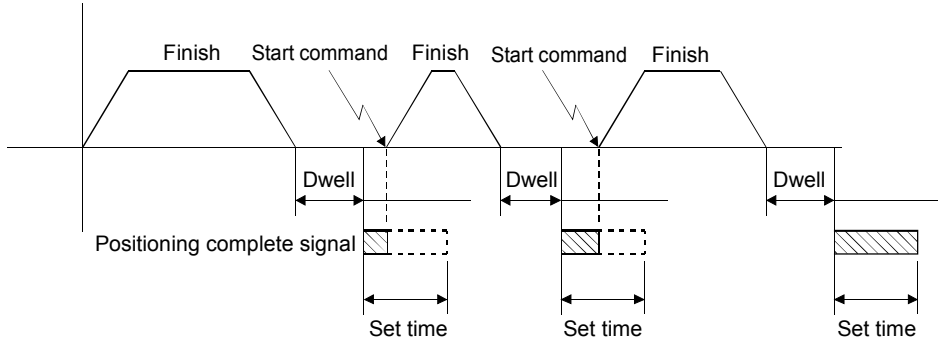 Finish Start command Finish Start command Finish
Dwell Dwell Dwell
Positioning complete signal
Set time Set time Set time